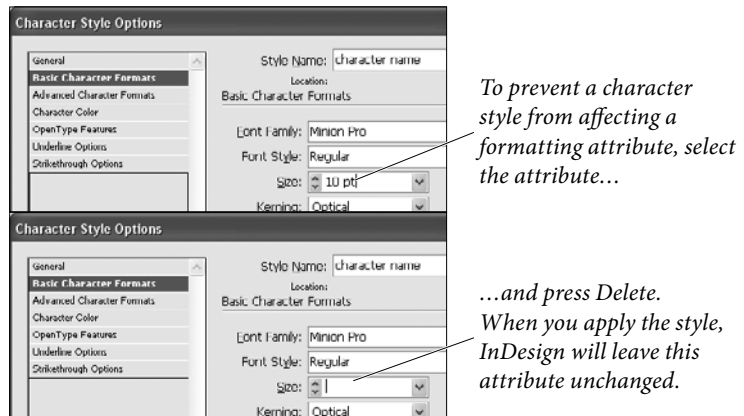 Character Style Options
General
Basic Character Formats
Advanced Character Formats
Character Color
OpenType Features
Underline Options
Strikethrough Options
Style Name: character name
Location:
Basic Character Formats
Font Family: Minion Pro
Font Style: Regular
Size: 10 pt
Kerning: Optical
To prevent a character
style from affecting a
formatting attribute, select
the attribute…
Character Style Options
General
Basic Character Formats
Advanced Character Formats
Character Color
OpenType Features
Underline Options
Strikethrough Options
Style Name: character name
Location:
Basic Character Formats
Font Family: Minion Pro
Font Style: Regular
Size:
Kerning: Optical
…and press Delete.
When you apply the style,
InDesign will leave this
attribute unchanged.